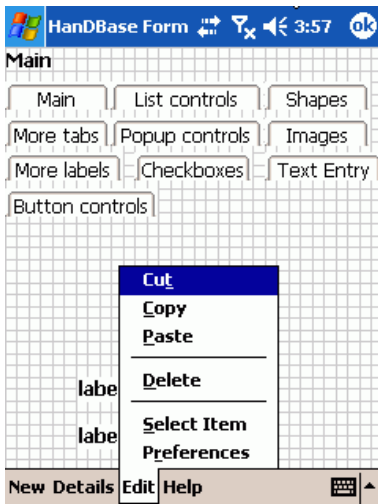 HanDBase Form 3:57 ok
Main
Main List controls Shapes
More tabs Popup controls Images
More labels Checkboxes Text Entry
Button controls
Cut
Copy
Paste
labe Delete
Select Item
labe
Preferences
New Details Edit Help